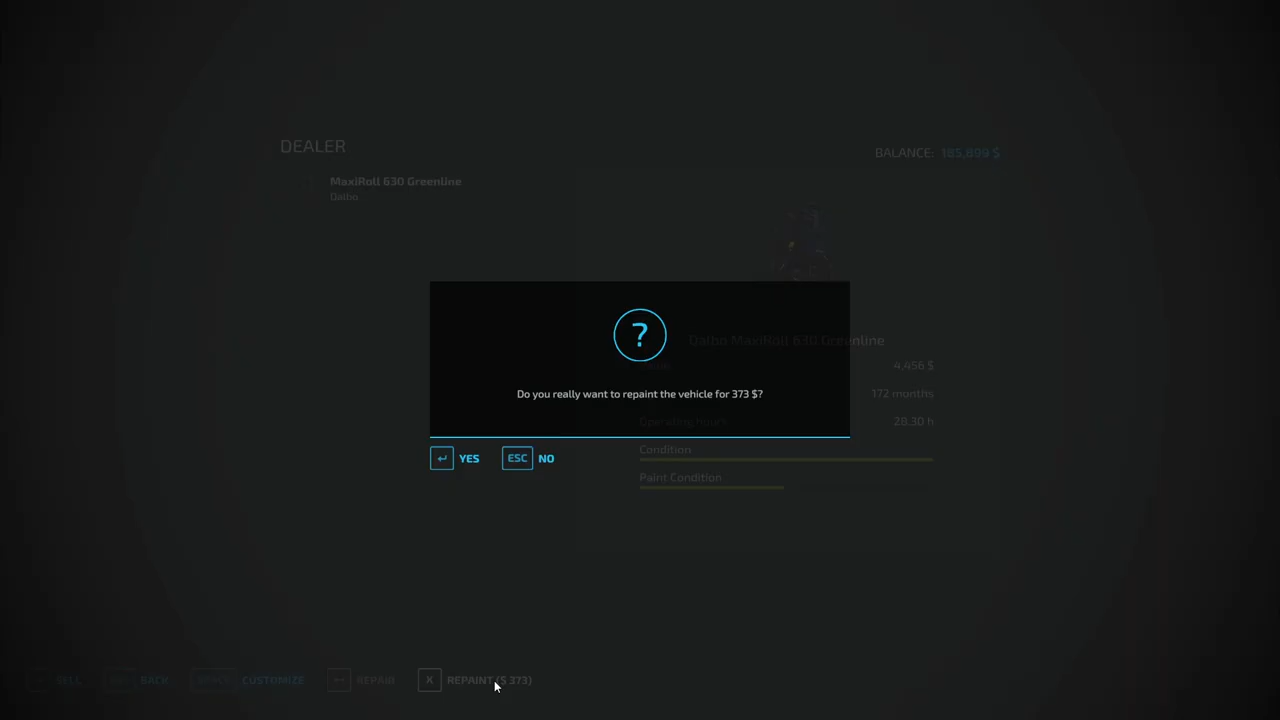 DEALER
BALANCE: 185,899 $
MaxiRoll 630 Greenline
Dalbo
?
Dalbo MaxiRoll 630 Greenline
4,456 $
Do you really want to repaint the vehicle for 373 $?
172 months
Operating hours
28.30 h
Condition
YES
ESC NO
Paint Condition
SELL
BACK
CUSTOMIZE
REPAIR
X REPAINT ($ 373)